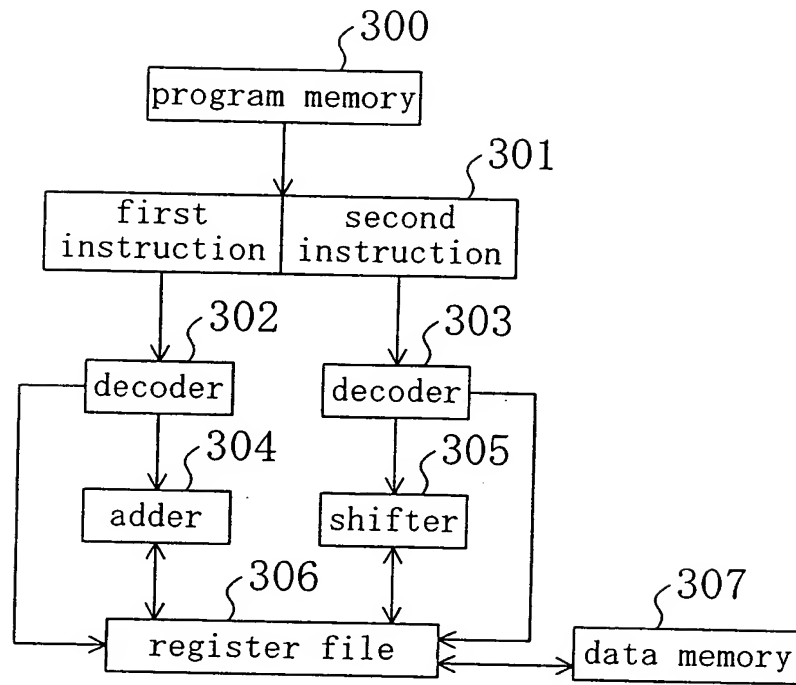 300
program memory
301
first
instruction
second
instruction
302
303
decoder
decoder
304
305
adder
shifter
306
307
register file
data memory